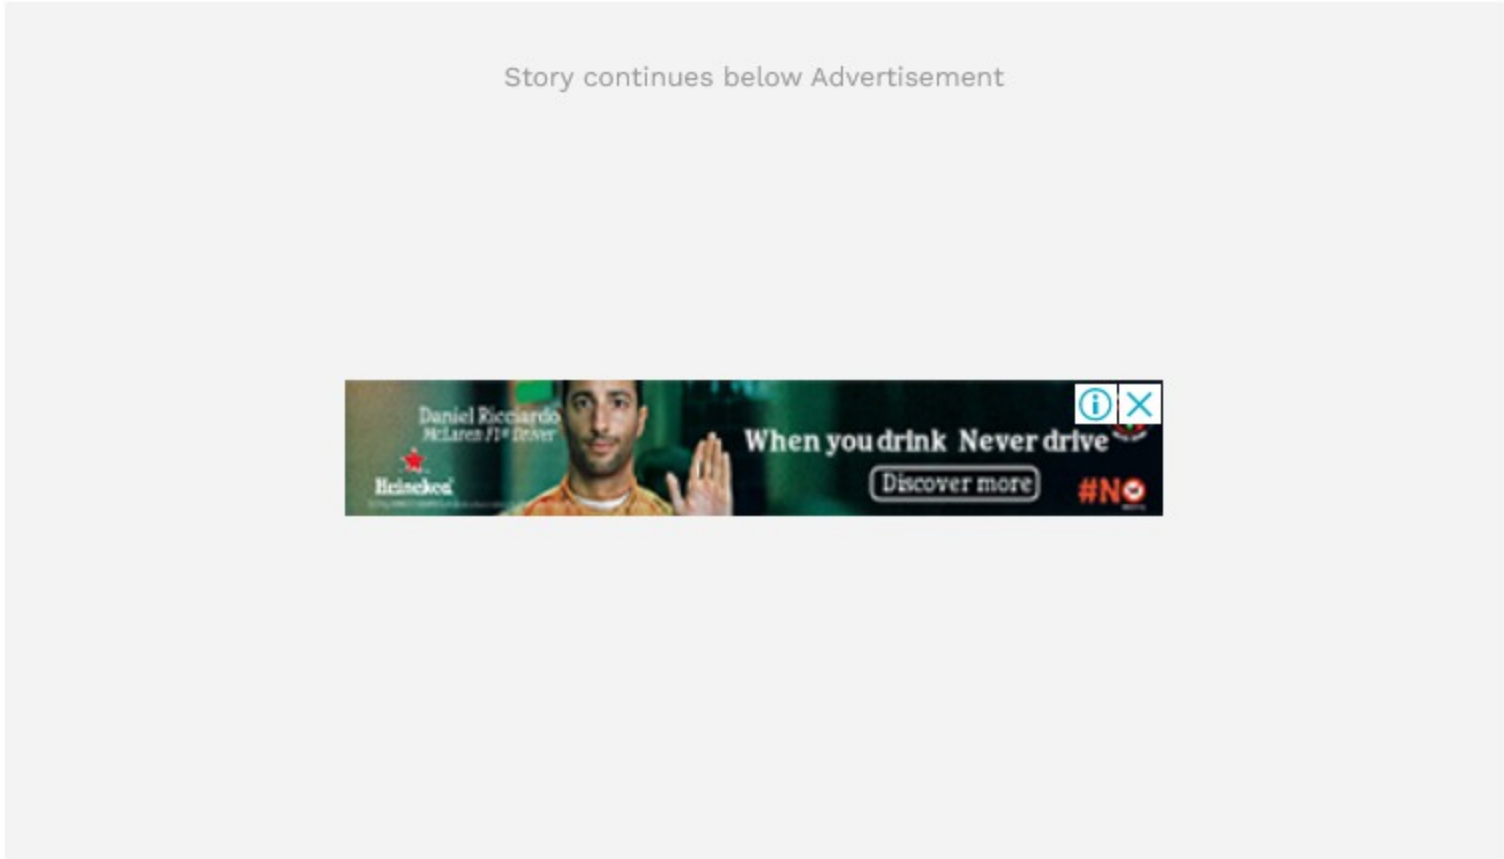 Story continues below Advertisement
Daniel Ricciardo
McLaren F1® Driver
Heineken
When you drink Never drive
Discover more
#NO